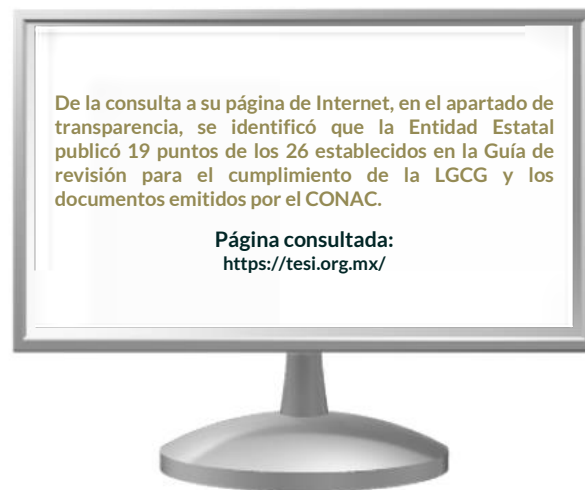 De la consulta a su página de Internet, en el apartado de
transparencia, se identificó que la Entidad Estatal
publicó 19 puntos de los 26 establecidos en la Guía de
revisión para el cumplimiento de la LGCG y los
documentos emitidos por el CONAC.
Página consultada:
https://tesi.org.mx/